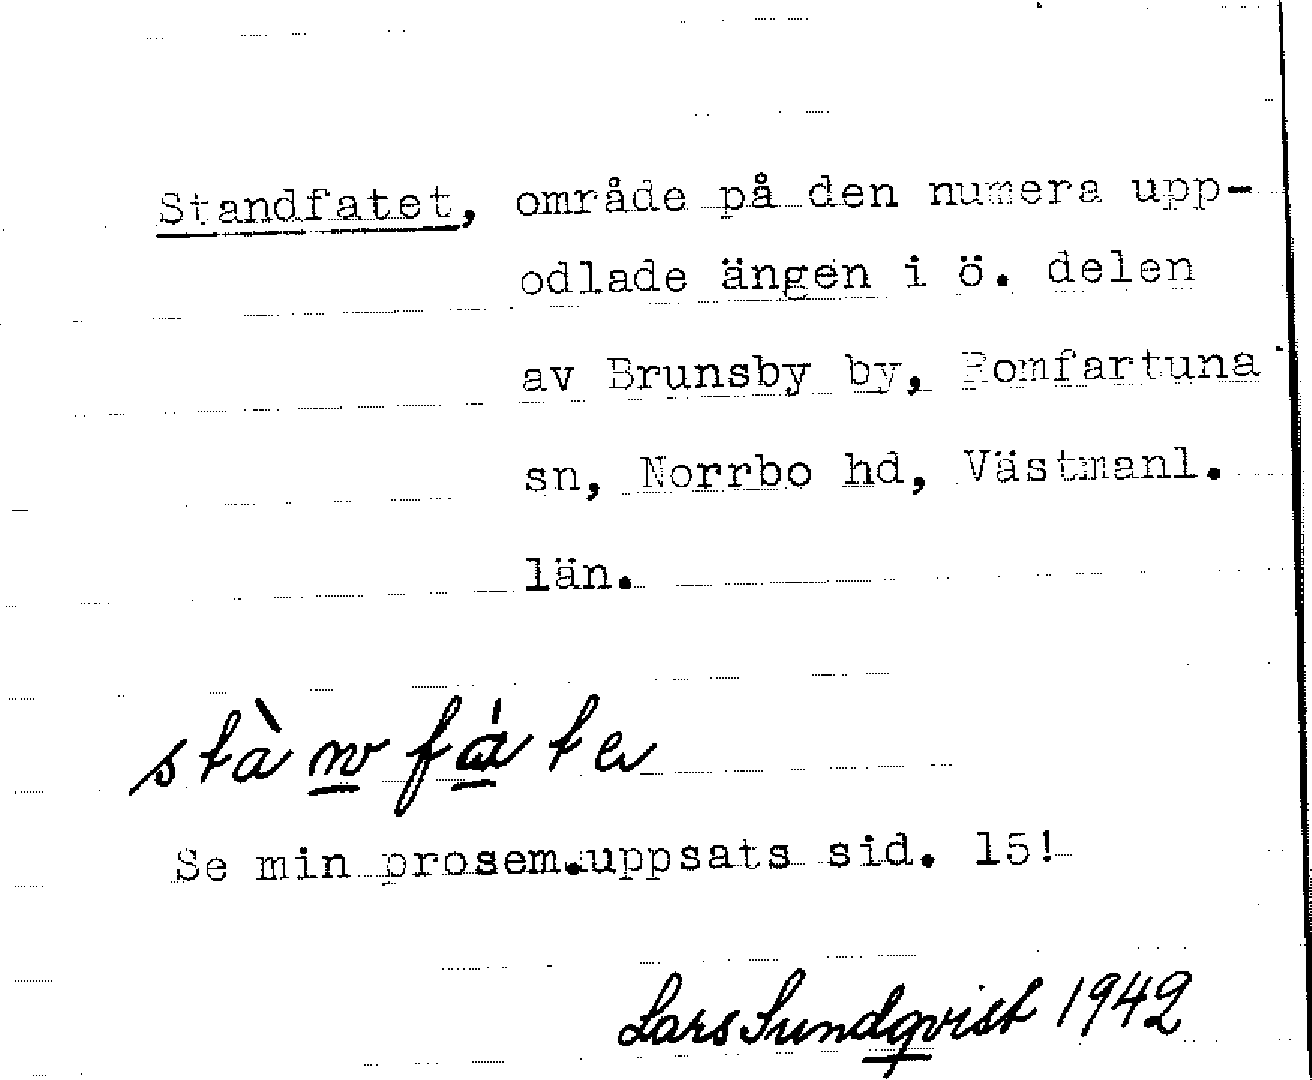 Standfatet, område på den numera upp-
odlade ängen i ö. delen
av Brunsby by, Romfartuna
sn, Norrbo hd, Västmanl.
län.
stànfáte
Se min prosem.uppsats sid. 15!
Lars Sundqvist 1942